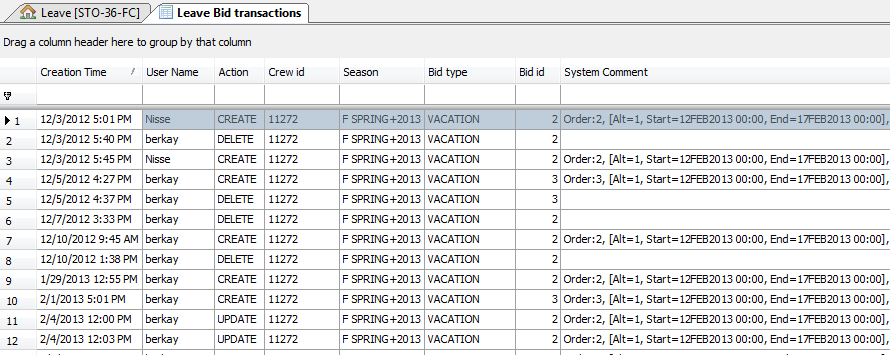 Leave [STO-36-FC] Leave Bid transactions
Drag a column header here to group by that column
Creation Time User Name Action Crew id Season Bid type Bid id System Comment
1 12/3/2012 5:01 PM Nisse CREATE 11272 F SPRING+2013 VACATION 2 Order:2, [Alt=1, Start=12FEB2013 00:00, End=17FEB2013 00:00],
2 12/3/2012 5:40 PM berkay DELETE 11272 F SPRING+2013 VACATION 2
3 12/3/2012 5:45 PM Nisse CREATE 11272 F SPRING+2013 VACATION 2 Order:2, [Alt=1, Start=12FEB2013 00:00, End=17FEB2013 00:00],
4 12/5/2012 4:27 PM berkay CREATE 11272 F SPRING+2013 VACATION 3 Order:3, [Alt=1, Start=12FEB2013 00:00, End=17FEB2013 00:00],
5 12/5/2012 4:37 PM berkay DELETE 11272 F SPRING+2013 VACATION 3
6 12/7/2012 3:33 PM berkay DELETE 11272 F SPRING+2013 VACATION 2
7 12/10/2012 9:45 AM berkay CREATE 11272 F SPRING+2013 VACATION 2 Order:2, [Alt=1, Start=12FEB2013 00:00, End=17FEB2013 00:00],
8 12/10/2012 1:38 PM berkay DELETE 11272 F SPRING+2013 VACATION 2
9 1/29/2013 12:55 PM berkay CREATE 11272 F SPRING+2013 VACATION 2 Order:2, [Alt=1, Start=12FEB2013 00:00, End=17FEB2013 00:00],
10 2/1/2013 5:01 PM berkay CREATE 11272 F SPRING+2013 VACATION 3 Order:3, [Alt=1, Start=12FEB2013 00:00, End=17FEB2013 00:00],
11 2/4/2013 12:00 PM berkay UPDATE 11272 F SPRING+2013 VACATION 2 Order:2, [Alt=1, Start=12FEB2013 00:00, End=17FEB2013 00:00],
12 2/4/2013 12:03 PM berkay UPDATE 11272 F SPRING+2013 VACATION 2 Order:2, [Alt=1, Start=12FEB2013 00:00, End=17FEB2013 00:00],